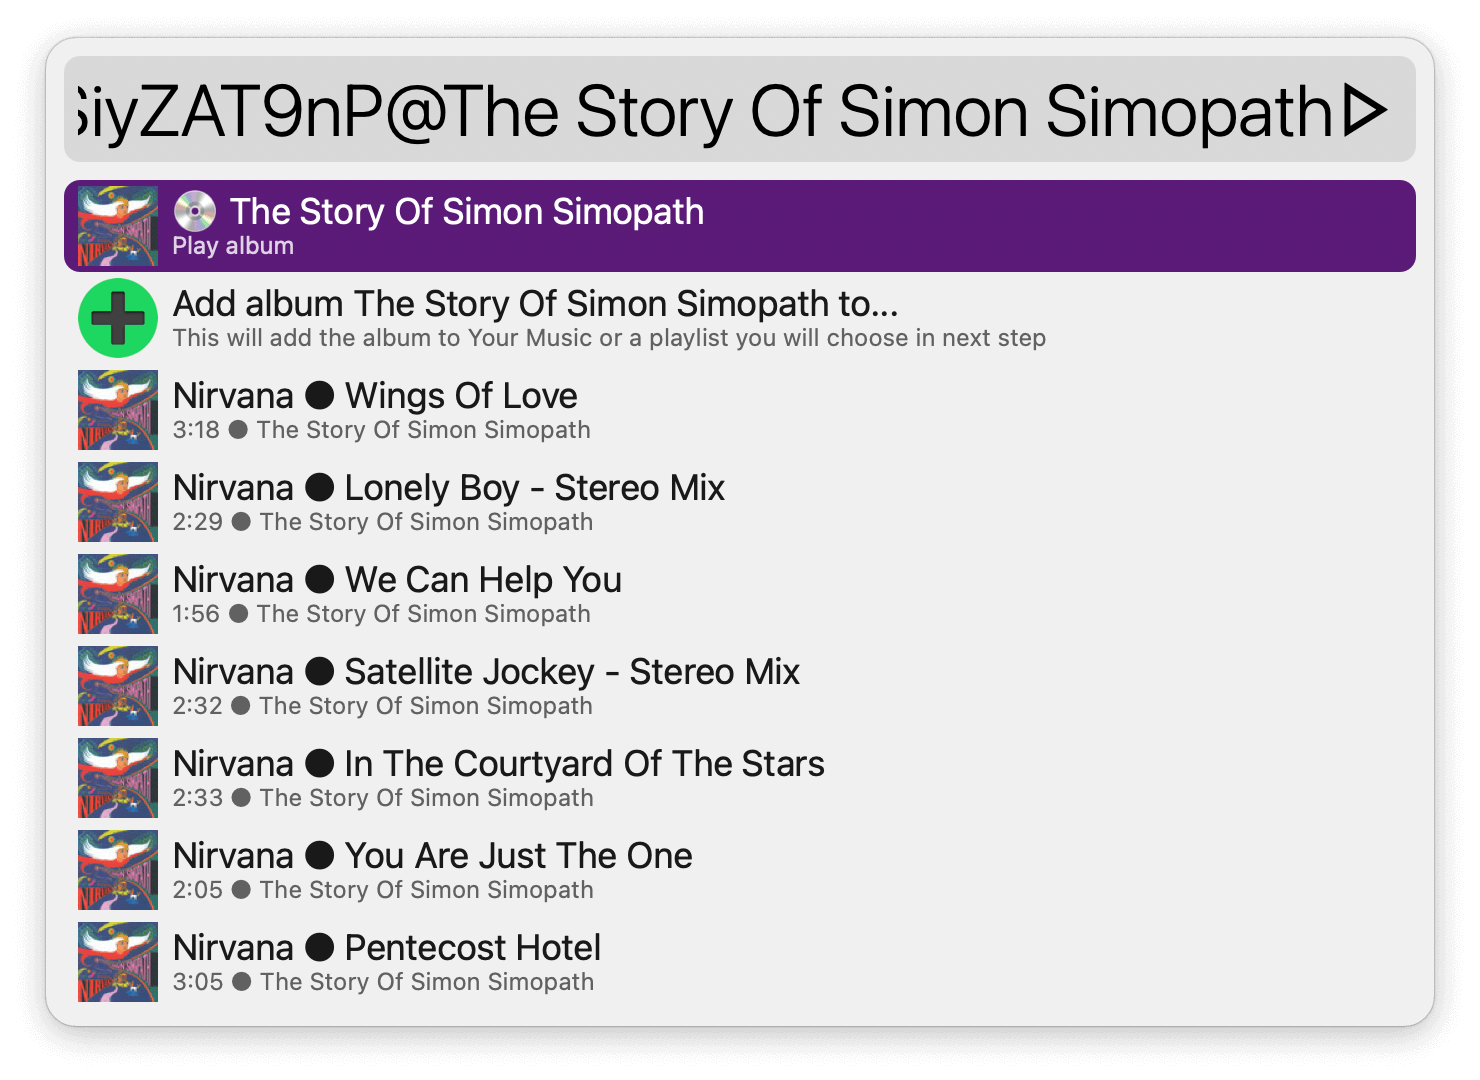 SiyZAT9nP@The Story Of Simon Simopath▷
The Story Of Simon Simopath
Play album
Add album The Story Of Simon Simopath to...
This will add the album to Your Music or a playlist you will choose in next step
Nirvana ● Wings Of Love
3:18 ● The Story Of Simon Simopath
Nirvana ● Lonely Boy - Stereo Mix
2:29 ● The Story Of Simon Simopath
Nirvana ● We Can Help You
1:56 ● The Story Of Simon Simopath
Nirvana ● Satellite Jockey - Stereo Mix
2:32 ● The Story Of Simon Simopath
Nirvana ● In The Courtyard Of The Stars
2:33 ● The Story Of Simon Simopath
Nirvana ● You Are Just The One
2:05 ● The Story Of Simon Simopath
Nirvana ● Pentecost Hotel
3:05 ● The Story Of Simon Simopath